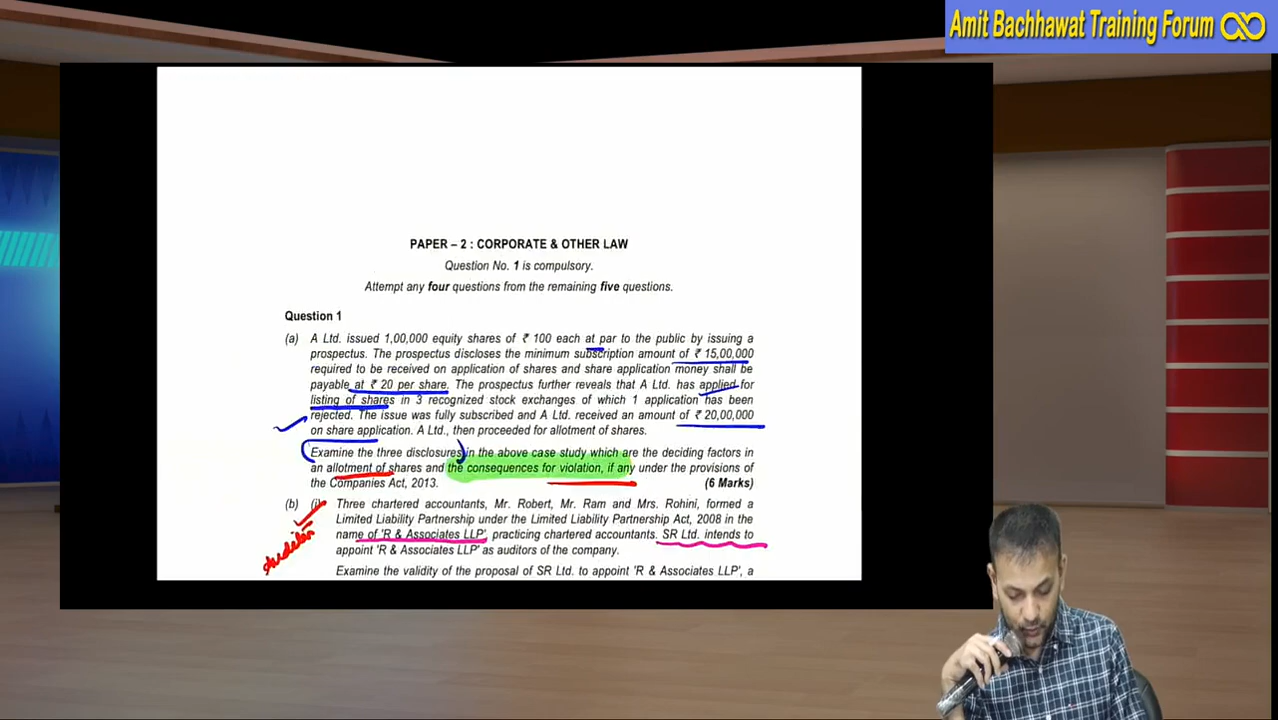 Amit Bachhawat Training Forum
PAPER – 2 : CORPORATE & OTHER LAW
Question No. 1 is compulsory.
Attempt any four questions from the remaining five questions.
Question 1
(a) A Ltd. issued 1,00,000 equity shares of ₹ 100 each at par to the public by issuing a
prospectus. The prospectus discloses the minimum subscription amount of ₹ 15,00,000
required to be received on application of shares and share application money shall be
payable at ₹ 20 per share. The prospectus further reveals that A Ltd. has applied for
listing of shares in 3 recognized stock exchanges of which 1 application has been
rejected. The issue was fully subscribed and A Ltd. received an amount of ₹ 20,00,000
on share application. A Ltd., then proceeded for allotment of shares.
Examine the three disclosures in the above case study which are the deciding factors in
an allotment of shares and the consequences for violation, if any under the provisions of
the Companies Act, 2013. (6 Marks)
(b) (i) Three chartered accountants, Mr. Robert, Mr. Ram and Mrs. Rohini, formed a
Limited Liability Partnership under the Limited Liability Partnership Act, 2008 in the
name of 'R & Associates LLP', practicing chartered accountants. SR Ltd. intends to
appoint 'R & Associates LLP' as auditors of the company.
Examine the validity of the proposal of SR Ltd. to appoint 'R & Associates LLP', a